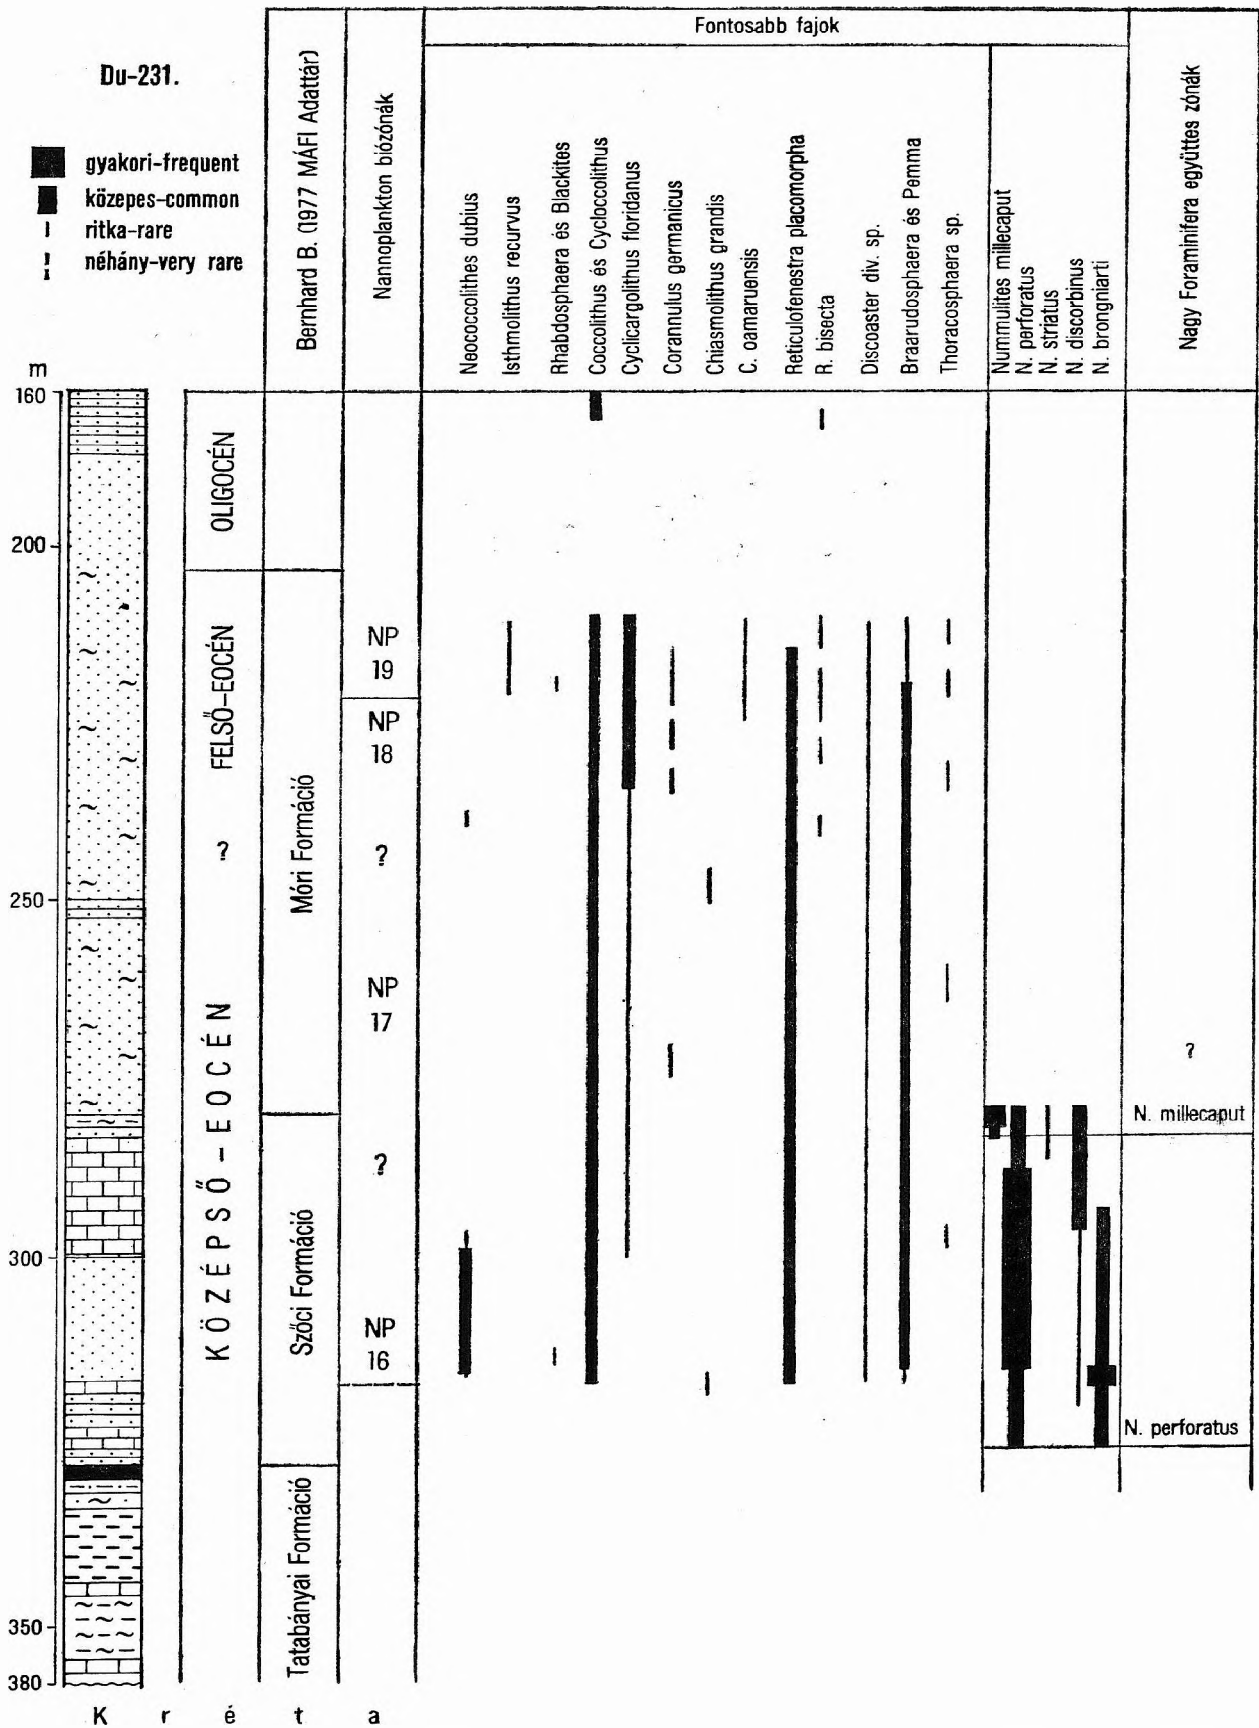 Du-231.
gyakori-frequent
közepes-common
ritka-rare
néhány-very rare
Bernhard B. (1977 MÁFI Adattár)
Nannoplankton biózónák
Fontosabb fajok
Neococcolithes dubius
Isthmolithus recurvus
Rhabdosphaera és Blackites
Coccolithus és Cycloccolithus
Cyclicargolithus floridanus
Corannulus germanicus
Chiasmolithus grandis
C. oamaruensis
Reticulofenestra placomorpha
R. bisecta
Discoaster div. sp.
Braarudosphaera és Pemma
Thoracosphaera sp.
Nummulites millecaput
N. perforatus
N. striatus
N. discorbinus
N. brongniarti
Nagy Foraminifera együttes zónák
m
160
200
250
300
350
380
OLIGOCÉN
FELSŐ-EOCÉN
?
KÖZÉPSŐ-EOCÉN
Móri Formáció
Szőci Formáció
Tatabányai Formáció
NP
19
NP
18
?
NP
17
?
NP
16
?
N. millecaput
N. perforatus
K r é t a